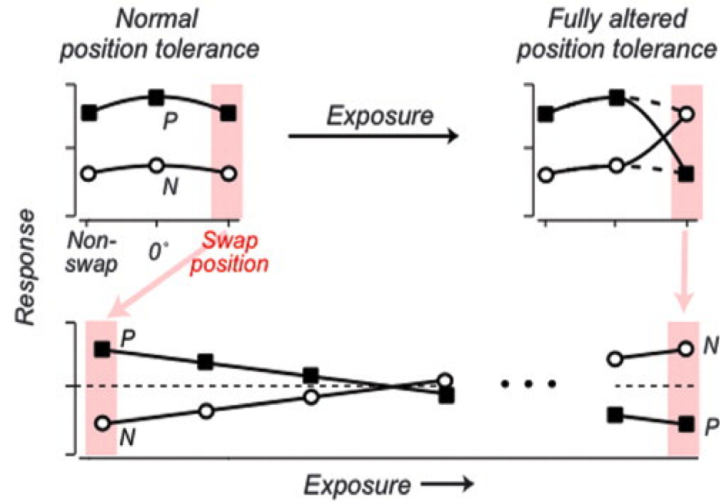 Normal
position tolerance
Fully altered
position tolerance
P
N
Exposure
Non-
swap
0°
Swap
position
Response
P
N
N
P
Exposure